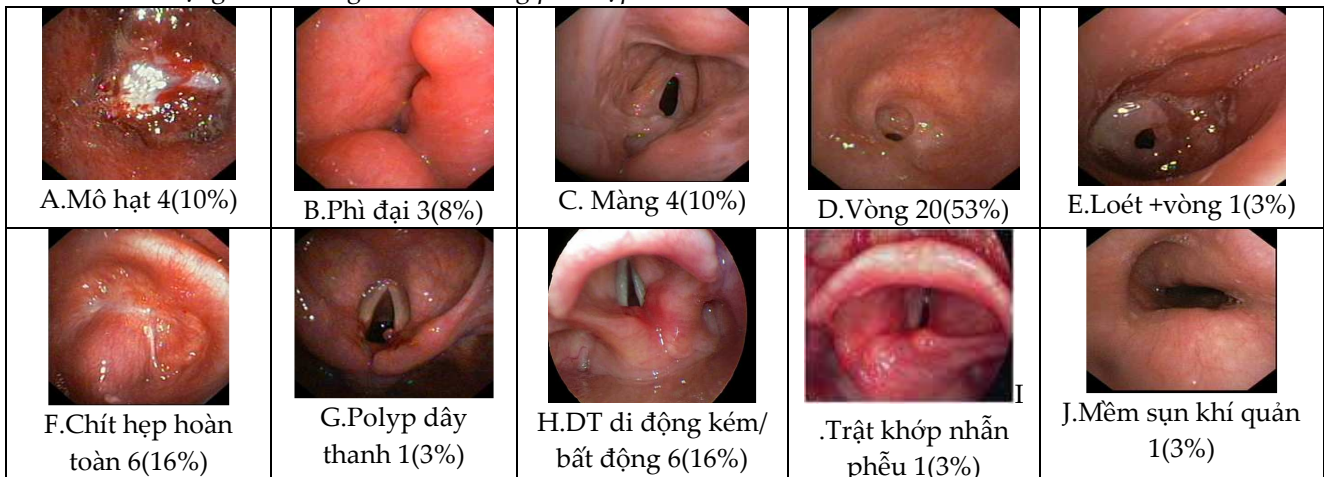 A.Mô hạt 4(10%)
B.Phì đại 3(8%)
C. Màng 4(10%)
D.Vòng 20(53%)
E.Loét +vòng 1(3%)
F.Chít hẹp hoàn
toàn 6(16%)
G.Polyp dây
thanh 1(3%)
H.DT di động kém/
bất động 6(16%)
I
.Trật khớp nhẫn
phễu 1(3%)
J.Mềm sụn khí quản
1(3%)